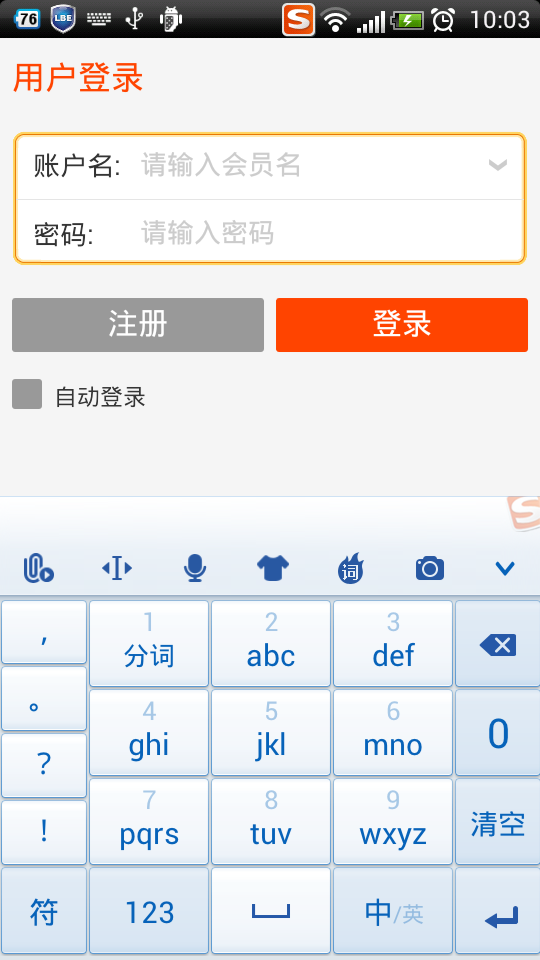 76 LBE S 10:03
用户登录
账户名: 请输入会员名
密码: 请输入密码
注册 登录
自动登录
S
词
, 1 2 3
分词 abc def
。 4 5 6 0
ghi jkl mno
? 7 8 9 清空
! pqrs tuv wxyz
符 123 中/英